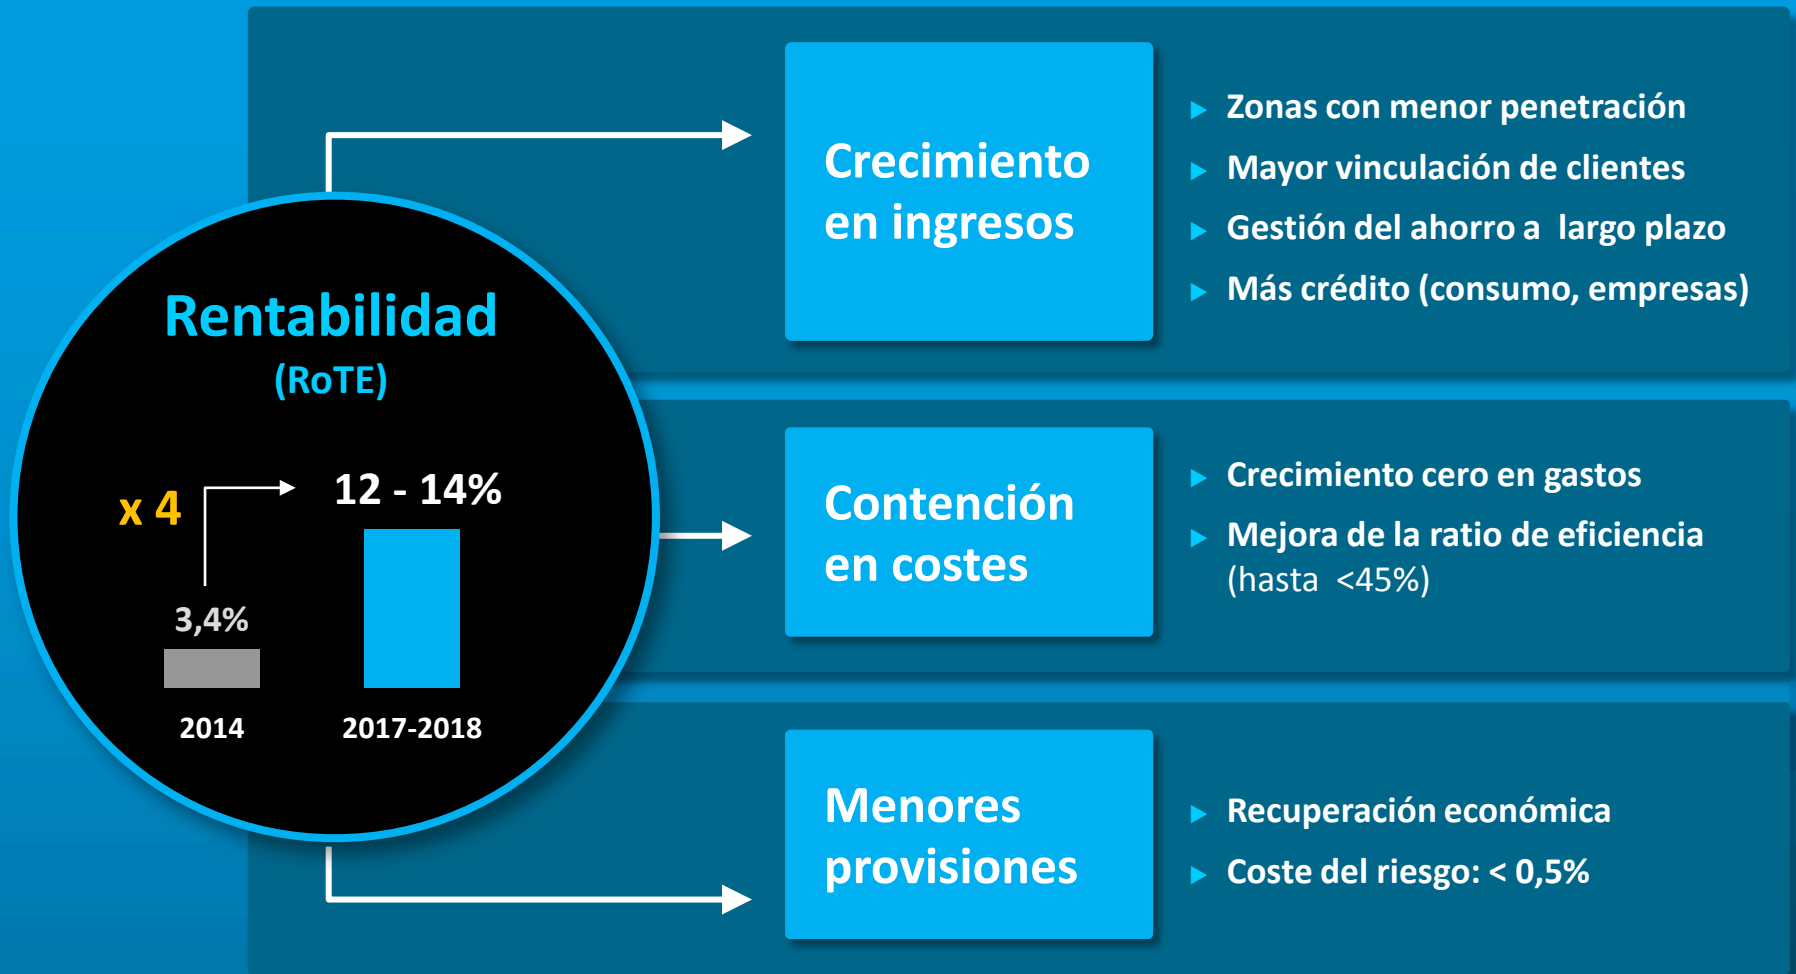 Rentabilidad
(RoTE)
x 4
12 - 14%
3,4%
2014
2017-2018
Crecimiento
en ingresos
Zonas con menor penetración
Mayor vinculación de clientes
Gestión del ahorro a largo plazo
Más crédito (consumo, empresas)
Contención
en costes
Crecimiento cero en gastos
Mejora de la ratio de eficiencia
(hasta <45%)
Menores
provisiones
Recuperación económica
Coste del riesgo: < 0,5%